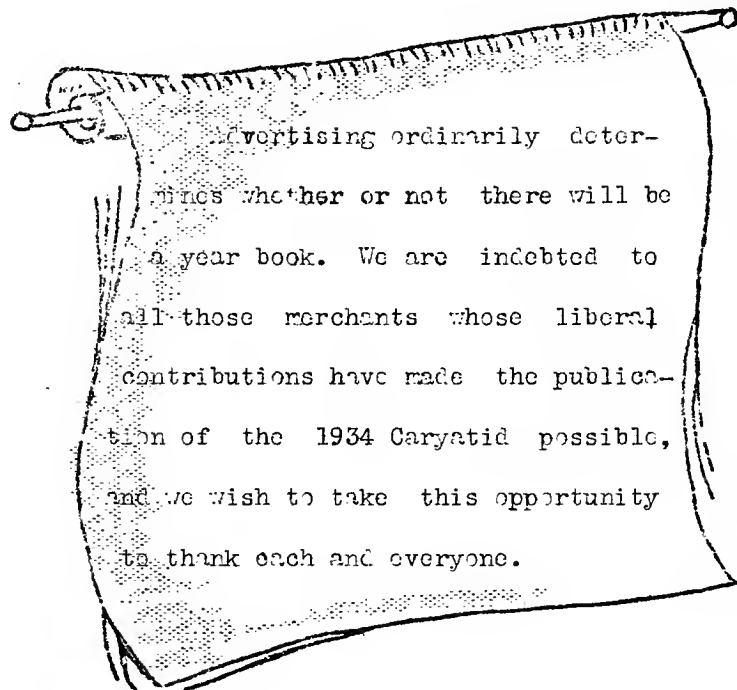 Advertising ordinarily deter-
mines whether or not there will be
a year book. We are indebted to
all those merchants whose liberal
contributions have made the publica-
tion of the 1934 Caryatid possible,
and we wish to take this opportunity
to thank each and everyone.